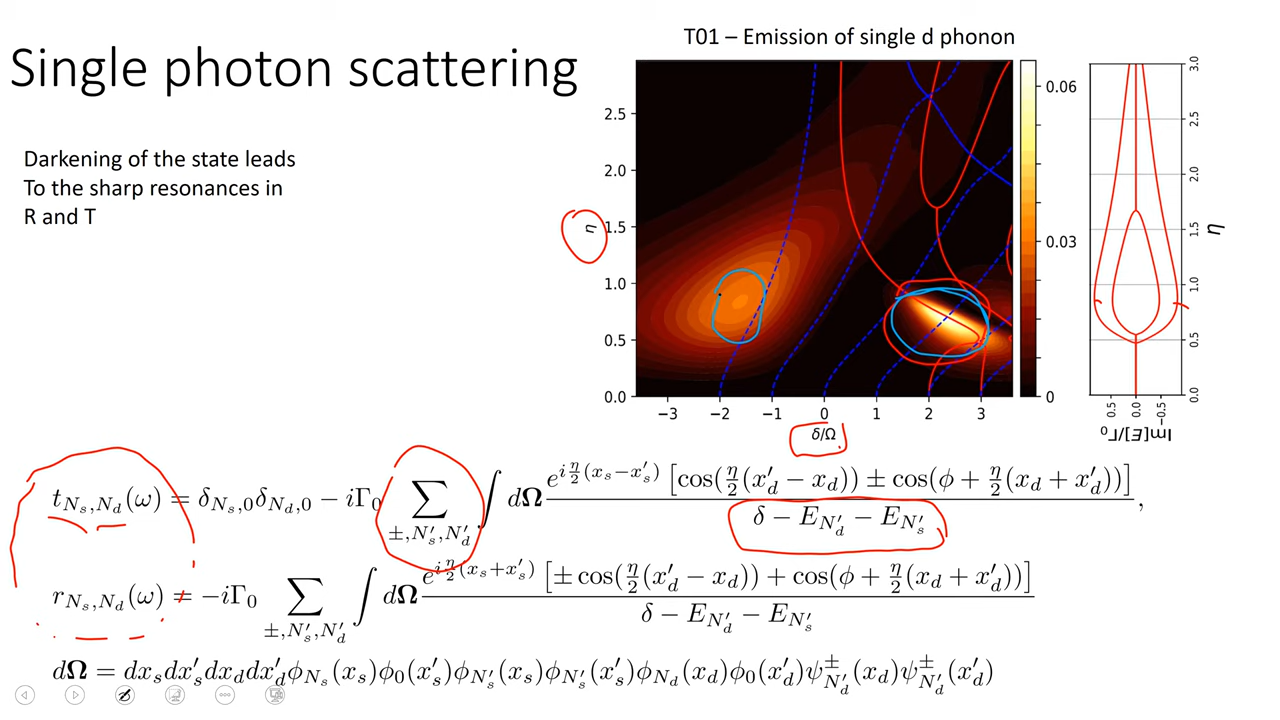 Single photon scattering
Darkening of the state leads
To the sharp resonances in
R and T
T01 – Emission of single d phonon
η
2.5
2.0
1.5
1.0
0.5
0.0
−3 −2 −1 0 1 2 3
δ/Ω
0.06
0.03
0
3.0
2.5
2.0
1.5
1.0
0.5
0.0
η
0.5 0.0 −0.5
Im[E]/Γ₀
t_{N_s,N_d}(ω) = δ_{N_s,0}δ_{N_d,0} − iΓ₀ ∑_{±,N′_s,N′_d} ∫ dΩ e^{i η/2 (x_s−x′_s)} [cos(η/2(x′_d − x_d)) ± cos(ϕ + η/2(x_d + x′_d))] / δ − E_{N′_d} − E_{N′_s},
r_{N_s,N_d}(ω) = −iΓ₀ ∑_{±,N′_s,N′_d} ∫ dΩ e^{i η/2 (x_s+x′_s)} [± cos(η/2(x′_d − x_d)) + cos(ϕ + η/2(x_d + x′_d))] / δ − E_{N′_d} − E_{N′_s}
dΩ = dx_s dx′_s dx_d dx′_d ϕ_{N_s}(x_s)ϕ₀(x′_s)ϕ_{N′_s}(x_s)ϕ_{N′_s}(x′_s)ϕ_{N_d}(x_d)ϕ₀(x′_d)ψ^±_{N′_d}(x_d)ψ^±_{N′_d}(x′_d)